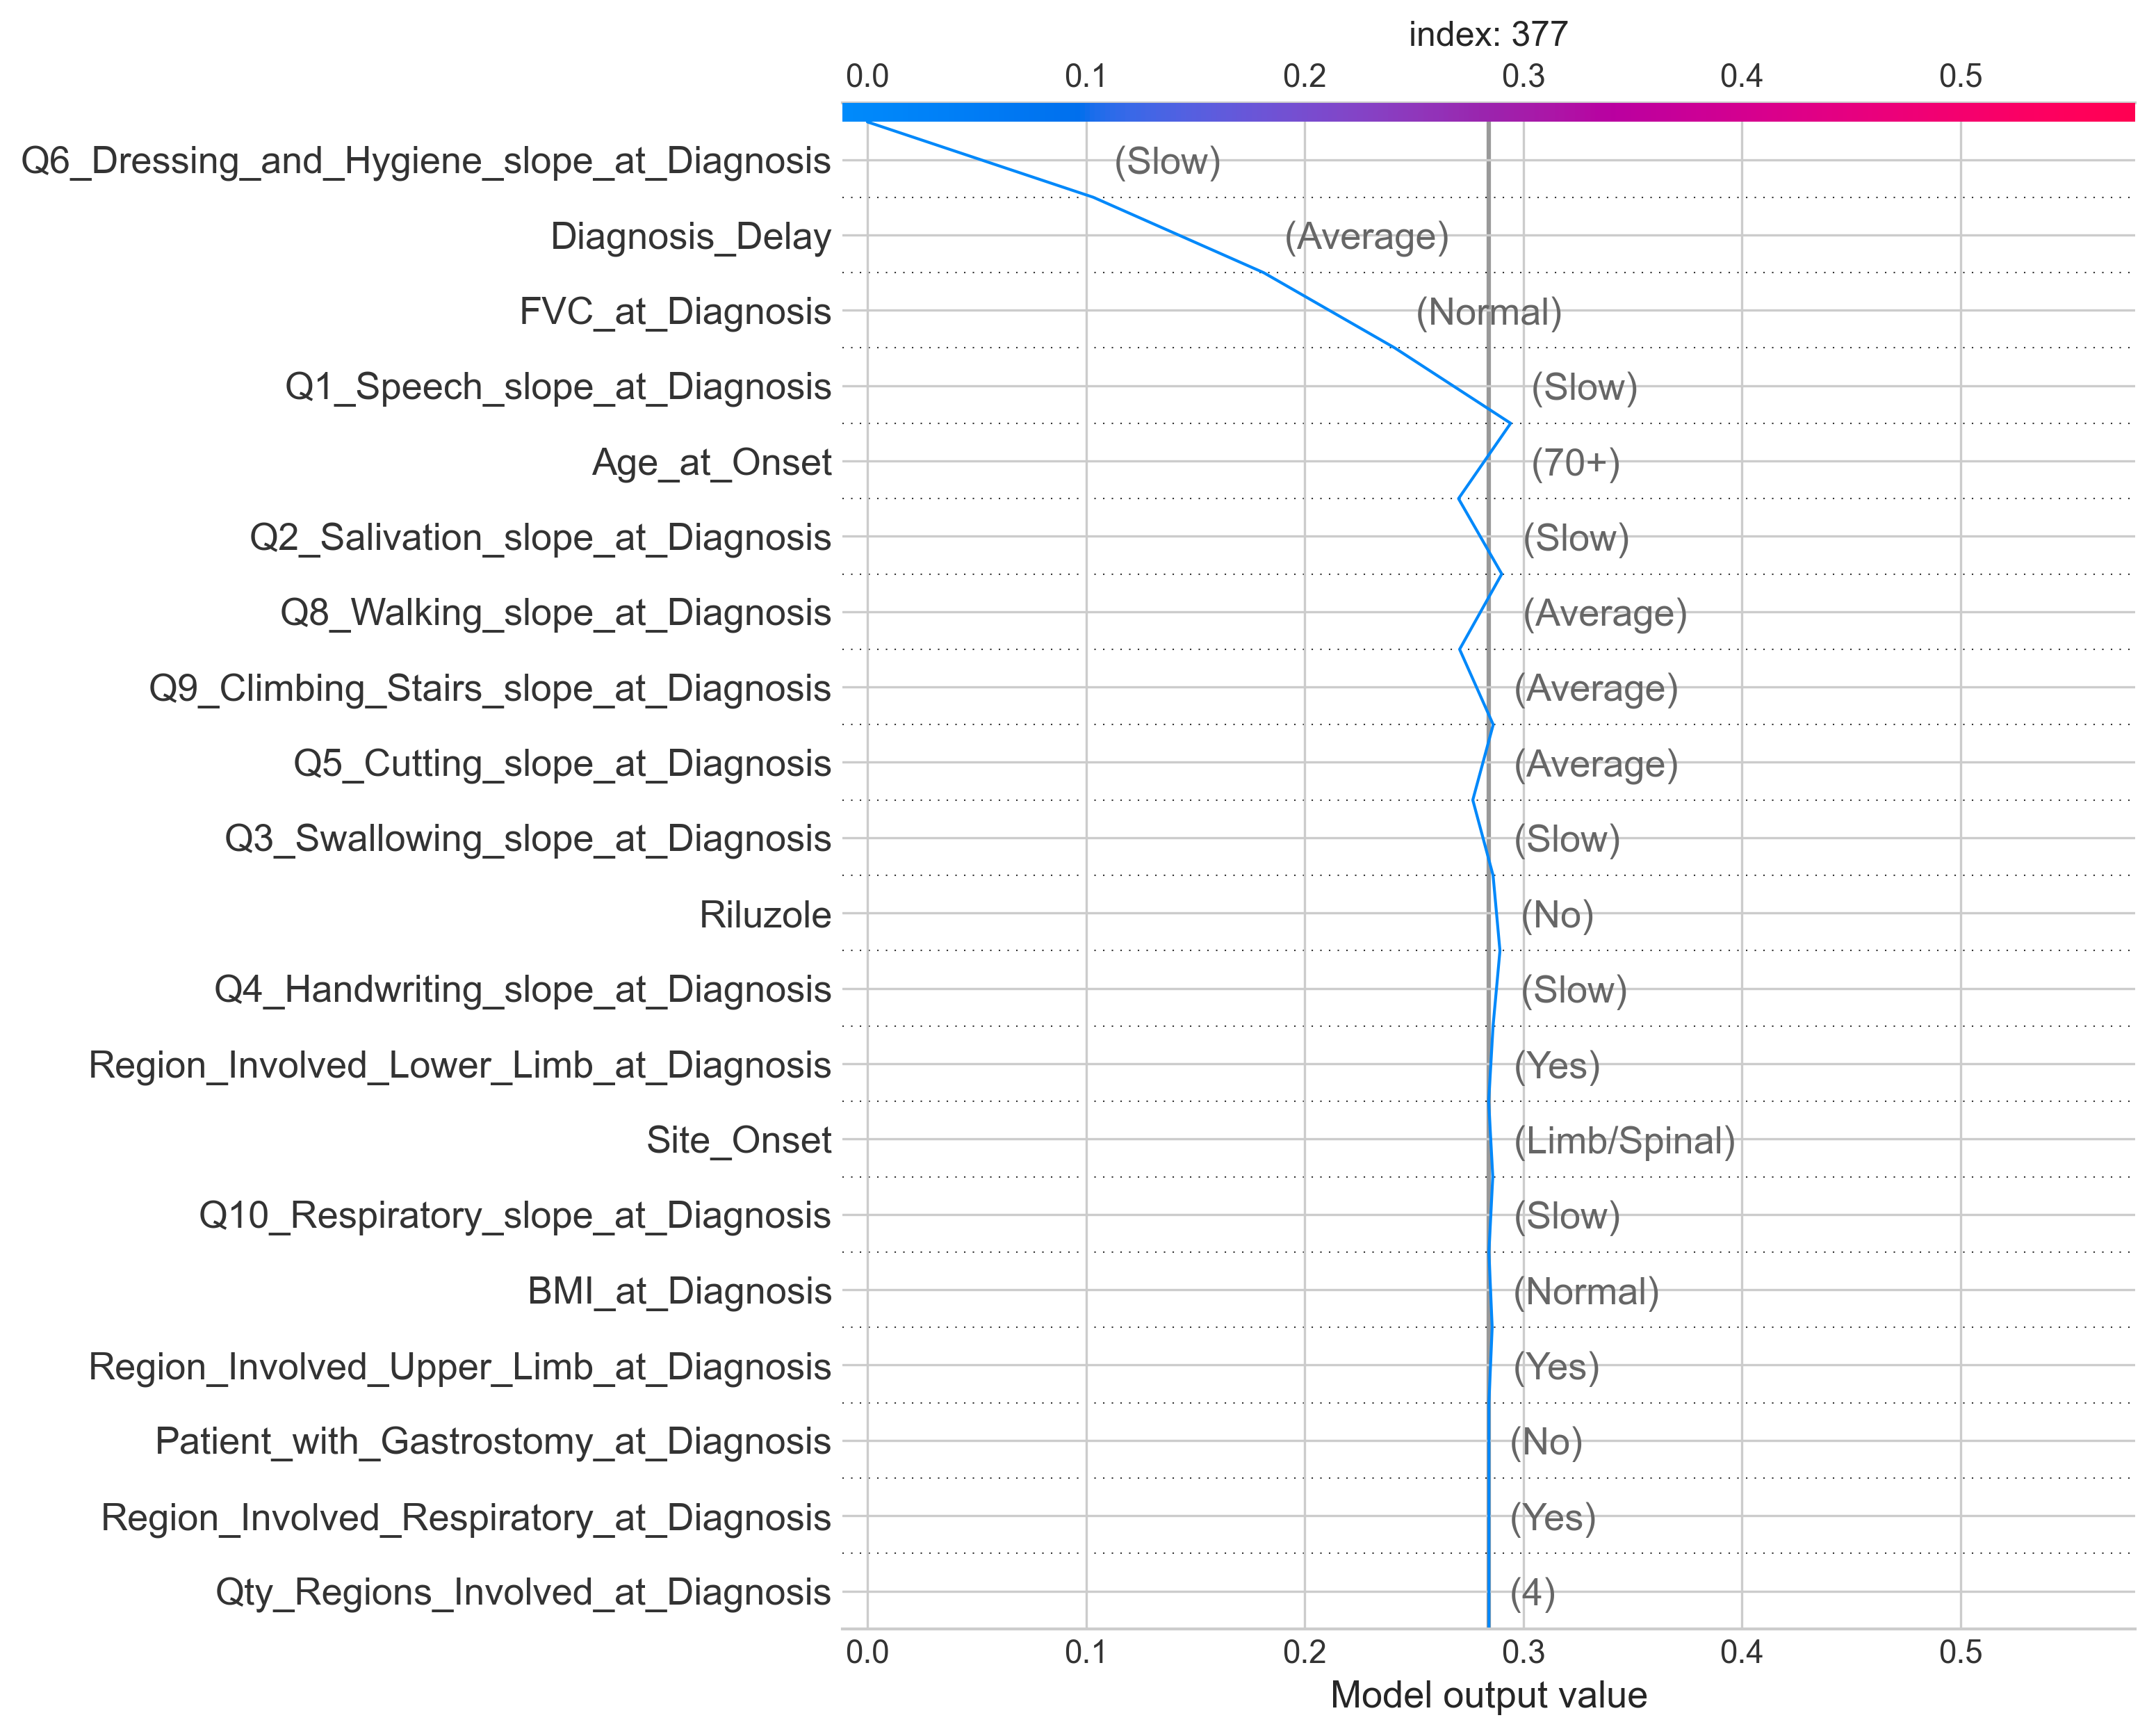 index: 377
0.0 0.1 0.2 0.3 0.4 0.5
Q6_Dressing_and_Hygiene_slope_at_Diagnosis (Slow)
Diagnosis_Delay (Average)
FVC_at_Diagnosis (Normal)
Q1_Speech_slope_at_Diagnosis (Slow)
Age_at_Onset (70+)
Q2_Salivation_slope_at_Diagnosis (Slow)
Q8_Walking_slope_at_Diagnosis (Average)
Q9_Climbing_Stairs_slope_at_Diagnosis (Average)
Q5_Cutting_slope_at_Diagnosis (Average)
Q3_Swallowing_slope_at_Diagnosis (Slow)
Riluzole (No)
Q4_Handwriting_slope_at_Diagnosis (Slow)
Region_Involved_Lower_Limb_at_Diagnosis (Yes)
Site_Onset (Limb/Spinal)
Q10_Respiratory_slope_at_Diagnosis (Slow)
BMI_at_Diagnosis (Normal)
Region_Involved_Upper_Limb_at_Diagnosis (Yes)
Patient_with_Gastrostomy_at_Diagnosis (No)
Region_Involved_Respiratory_at_Diagnosis (Yes)
Qty_Regions_Involved_at_Diagnosis (4)
0.0 0.1 0.2 0.3 0.4 0.5
Model output value